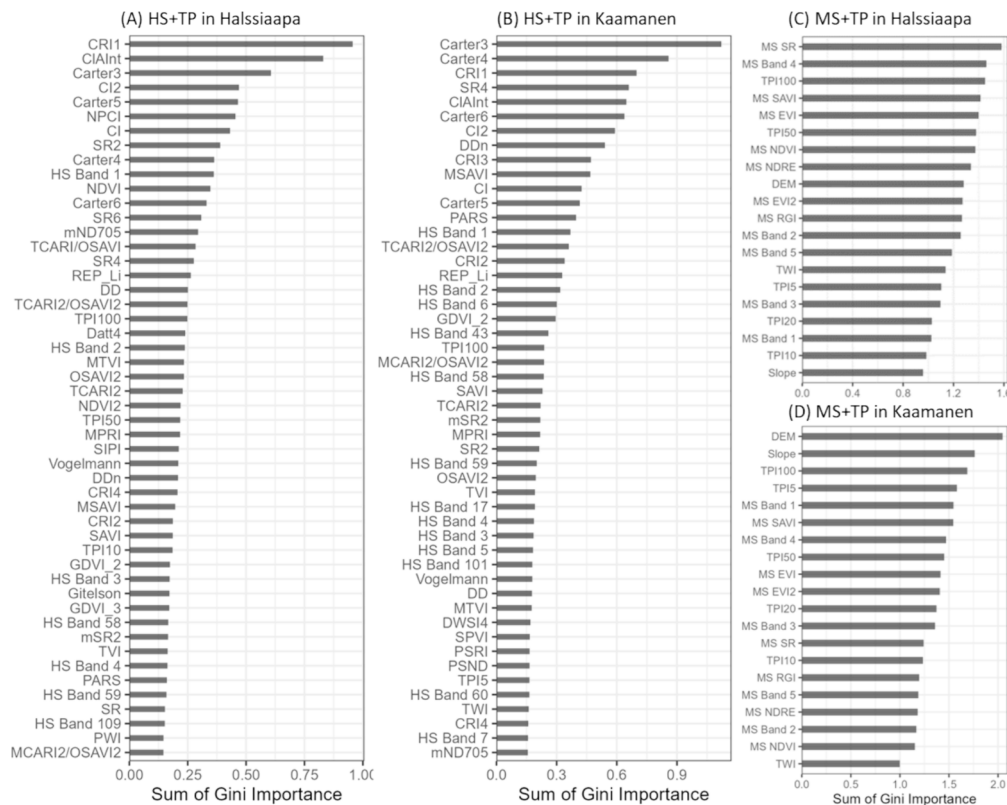 (A) HS+TP in Halssiaapa
CRI1
ClAInt
Carter3
CI2
Carter5
NPCI
CI
SR2
Carter4
HS Band 1
NDVI
Carter6
SR6
mND705
TCARI/OSAVI
SR4
REP_Li
DD
TCARI2/OSAVI2
TPI100
Datt4
HS Band 2
MTVI
OSAVI2
TCARI2
NDVI2
TPI50
MPRI
SIPI
Vogelmann
DDn
CRI4
MSAVI
CRI2
SAVI
TPI10
GDVI_2
HS Band 3
Gitelson
GDVI_3
HS Band 58
mSR2
TVI
HS Band 4
PARS
HS Band 59
SR
HS Band 109
PWI
MCARI2/OSAVI2
0.00 0.25 0.50 0.75 1.00
Sum of Gini Importance
(B) HS+TP in Kaamanen
Carter3
Carter4
CRI1
SR4
ClAInt
Carter6
CI2
DDn
CRI3
MSAVI
CI
Carter5
PARS
HS Band 1
TCARI2/OSAVI2
CRI2
REP_Li
HS Band 2
HS Band 6
GDVI_2
HS Band 43
TPI100
MCARI2/OSAVI2
HS Band 58
SAVI
TCARI2
mSR2
MPRI
SR2
HS Band 59
OSAVI2
TVI
HS Band 17
HS Band 4
HS Band 3
HS Band 5
HS Band 101
Vogelmann
DD
MTVI
DWSI4
SPVI
PSRI
PSND
TPI5
HS Band 60
TWI
CRI4
HS Band 7
mND705
0.0 0.3 0.6 0.9
Sum of Gini Importance
(C) MS+TP in Halssiaapa
MS SR
MS Band 4
TPI100
MS SAVI
MS EVI
TPI50
MS NDVI
MS NDRE
DEM
MS EVI2
MS RGI
MS Band 2
MS Band 5
TWI
TPI5
MS Band 3
TPI20
MS Band 1
TPI10
Slope
0.0 0.4 0.8 1.2 1.6
(D) MS+TP in Kaamanen
DEM
Slope
TPI100
TPI5
MS Band 1
MS SAVI
MS Band 4
TPI50
MS EVI
MS EVI2
TPI20
MS Band 3
MS SR
TPI10
MS RGI
MS Band 5
MS NDRE
MS Band 2
MS NDVI
TWI
0.0 0.5 1.0 1.5 2.0
Sum of Gini Importance